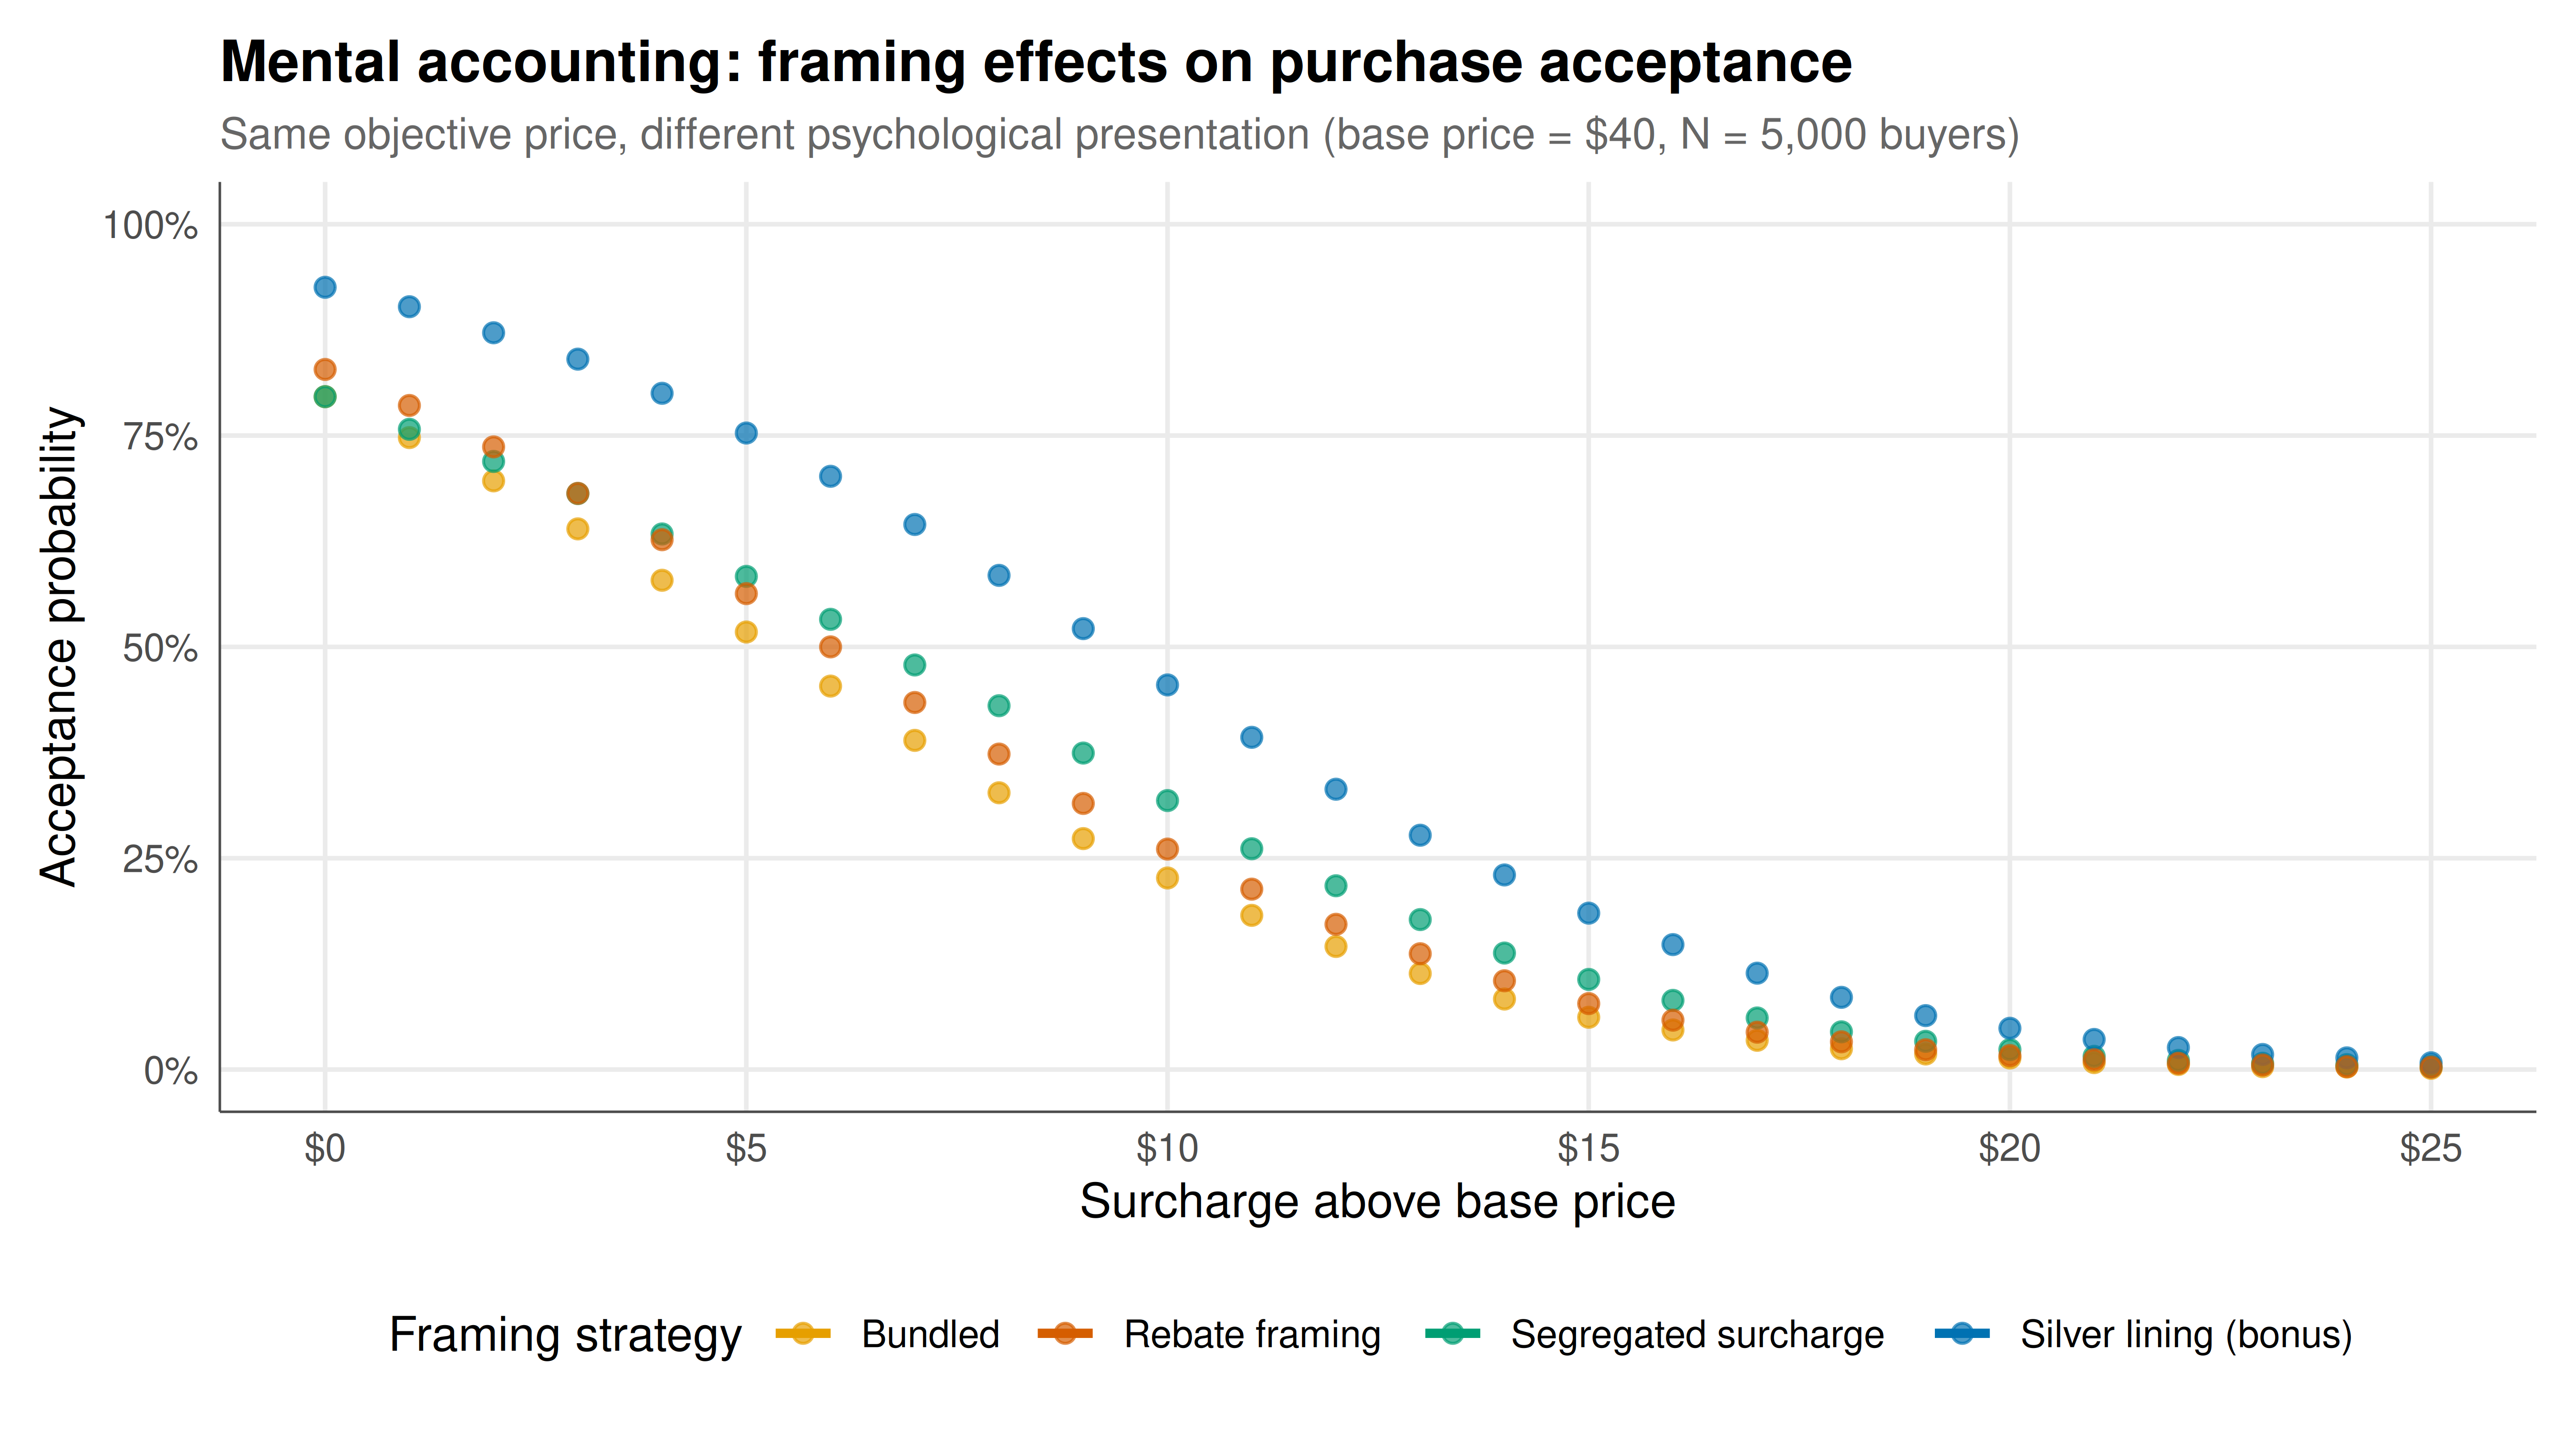 Mental accounting: framing effects on purchase acceptance
Same objective price, different psychological presentation (base price = $40, N = 5,000 buyers)
Acceptance probability
100%
75%
50%
25%
0%
$0 $5 $10 $15 $20 $25
Surcharge above base price
Framing strategy Bundled Rebate framing Segregated surcharge Silver lining (bonus)